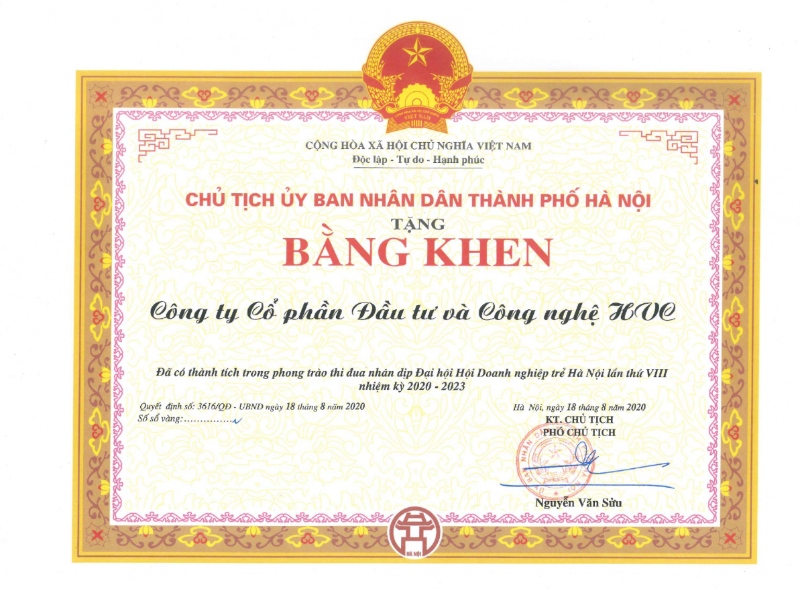 CỘNG HÒA XÃ HỘI CHỦ NGHĨA VIỆT NAM
Độc lập - Tự do - Hạnh phúc
CHỦ TỊCH ỦY BAN NHÂN DÂN THÀNH PHỐ HÀ NỘI
TẶNG
BẰNG KHEN
Công ty Cổ phần Đầu tư và Công nghệ HVC
Đã có thành tích trong phong trào thi đua nhân dịp Đại hội Hội Doanh nghiệp trẻ Hà Nội lần thứ VIII
nhiệm kỳ 2020 - 2023
Quyết định số: 3616/QĐ - UBND ngày 18 tháng 8 năm 2020
Số sổ vàng:................
Hà Nội, ngày 18 tháng 8 năm 2020
KT. CHỦ TỊCH
PHÓ CHỦ TỊCH
Nguyễn Văn Sửu
HÀ NỘI